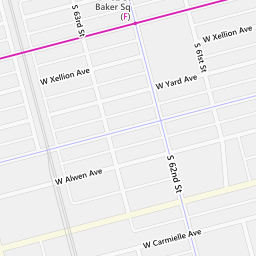 Baker Sq
(F)
S 63rd St
W Xellion Ave
S 61st St
W Xellion Ave
W Yard Ave
W Alwen Ave
S 62nd St
W Carmielle Ave